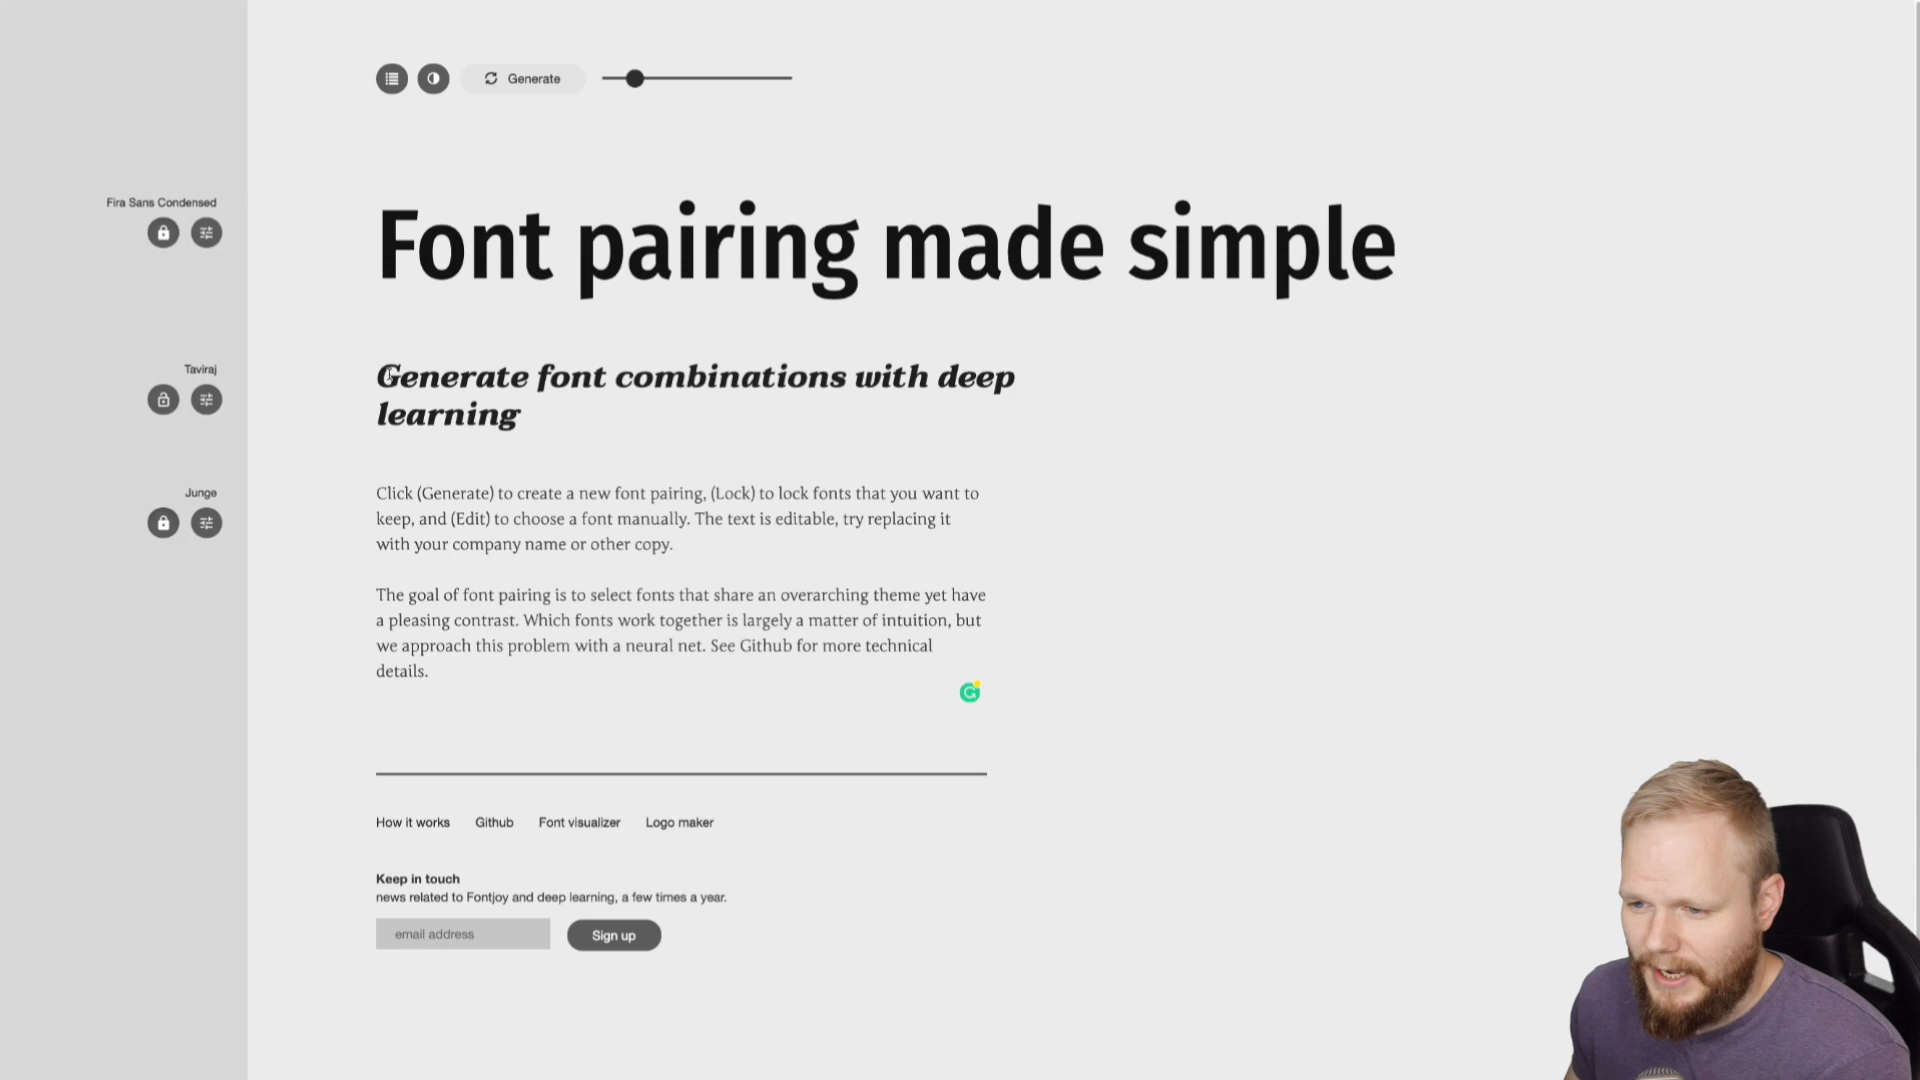 Generate
Fira Sans Condensed
Font pairing made simple
Taviraj
Generate font combinations with deep
learning
Junge
Click (Generate) to create a new font pairing, (Lock) to lock fonts that you want to
keep, and (Edit) to choose a font manually. The text is editable, try replacing it
with your company name or other copy.
The goal of font pairing is to select fonts that share an overarching theme yet have
a pleasing contrast. Which fonts work together is largely a matter of intuition, but
we approach this problem with a neural net. See Github for more technical
details.
How it works Github Font visualizer Logo maker
Keep in touch
news related to Fontjoy and deep learning, a few times a year.
email address Sign up